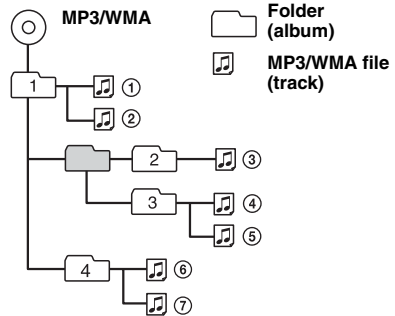 MP3/WMA
Folder
(album)
MP3/WMA file
(track)
1
①
②
2
③
3
④
⑤
4
⑥
⑦